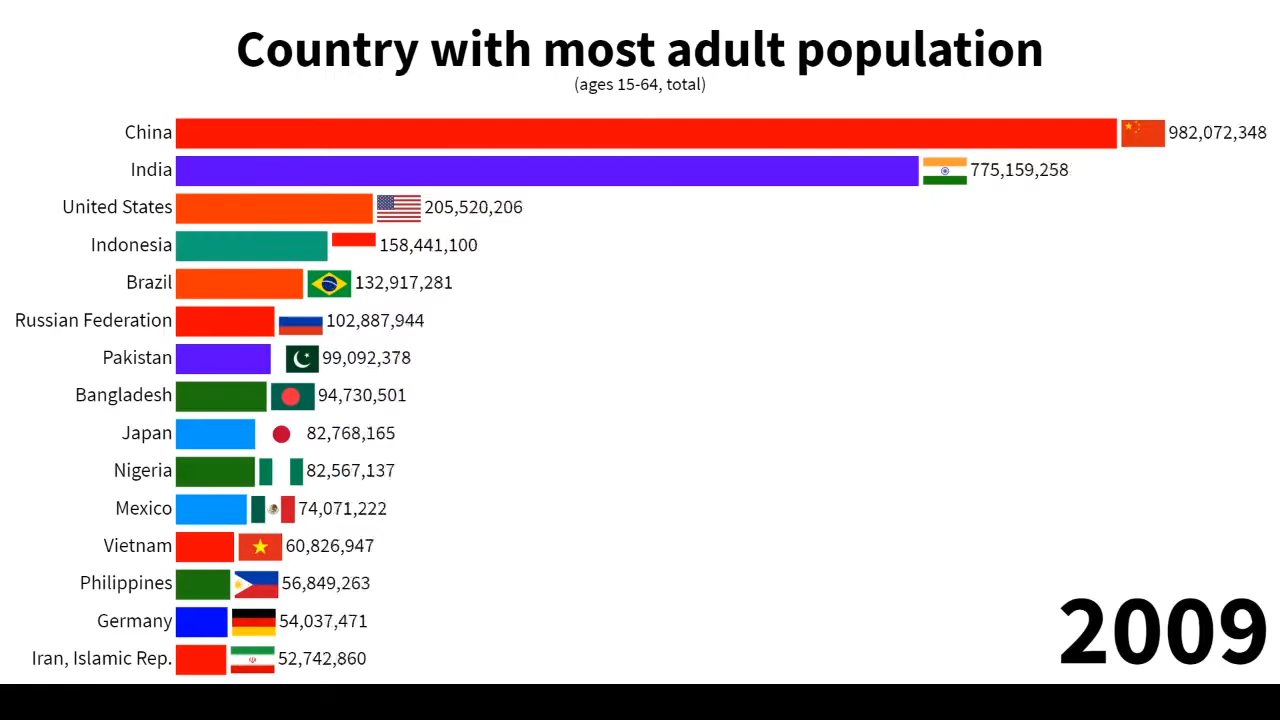 Country with most adult population
(ages 15-64, total)
China 982,072,348
India 775,159,258
United States 205,520,206
Indonesia 158,441,100
Brazil 132,917,281
Russian Federation 102,887,944
Pakistan 99,092,378
Bangladesh 94,730,501
Japan 82,768,165
Nigeria 82,567,137
Mexico 74,071,222
Vietnam 60,826,947
Philippines 56,849,263
Germany 54,037,471
Iran, Islamic Rep. 52,742,860
2009